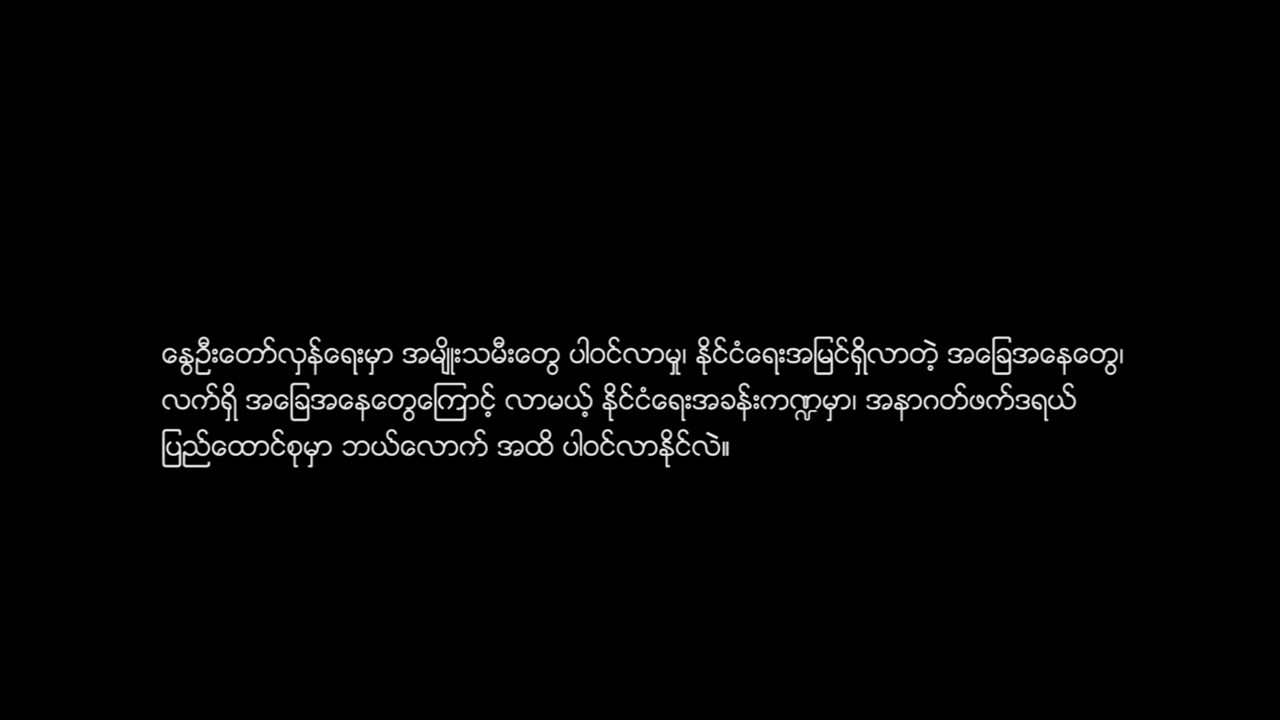 နွေဦးတော်လှန်ရေးမှာ အမျိုးသမီးတွေ ပါဝင်လာမှု၊ နိုင်ငံရေးအမြင်ရှိလာတဲ့ အခြေအနေတွေ၊
လက်ရှိ အခြေအနေတွေကြောင့် လာမယ့် နိုင်ငံရေးအခန်းကဏ္ဍမှာ၊ အနာဂတ်ဖက်ဒရယ်
ပြည်ထောင်စုမှာ ဘယ်လောက် အထိ ပါဝင်လာနိုင်လဲ။